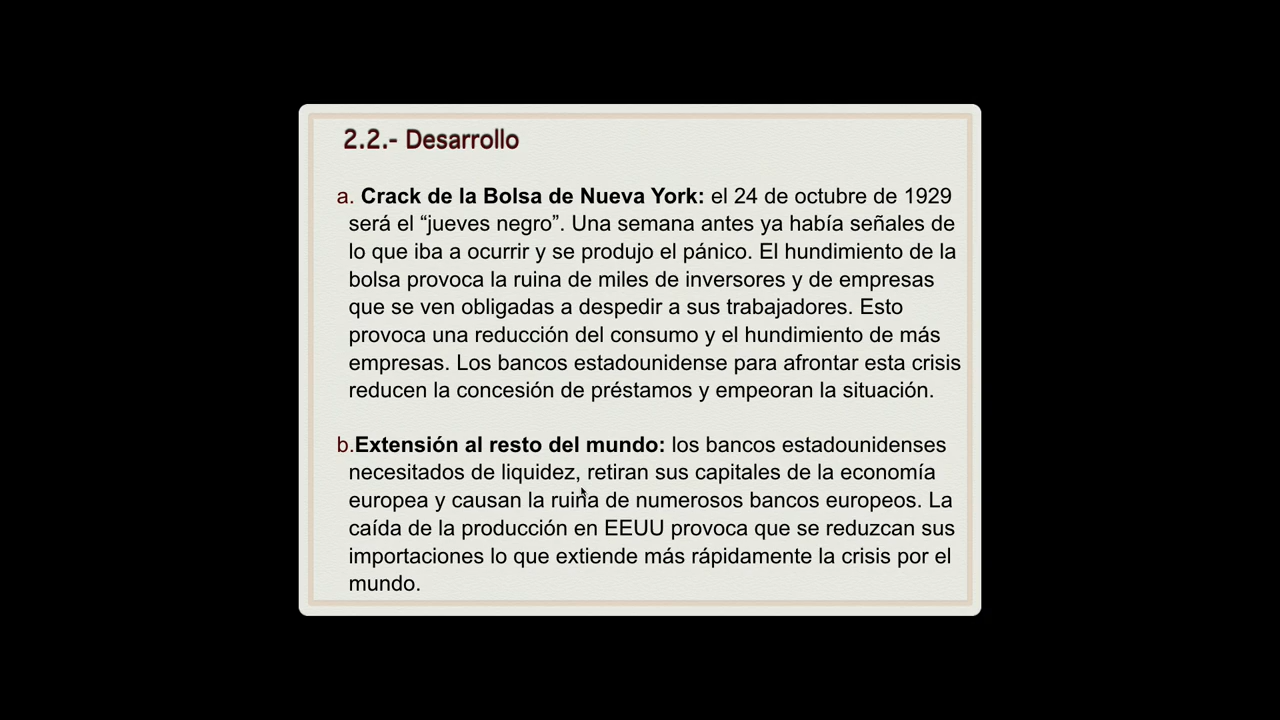 2.2.- Desarrollo
a. Crack de la Bolsa de Nueva York: el 24 de octubre de 1929
será el “jueves negro”. Una semana antes ya había señales de
lo que iba a ocurrir y se produjo el pánico. El hundimiento de la
bolsa provoca la ruina de miles de inversores y de empresas
que se ven obligadas a despedir a sus trabajadores. Esto
provoca una reducción del consumo y el hundimiento de más
empresas. Los bancos estadounidense para afrontar esta crisis
reducen la concesión de préstamos y empeoran la situación.
b.Extensión al resto del mundo: los bancos estadounidenses
necesitados de liquidez, retiran sus capitales de la economía
europea y causan la ruina de numerosos bancos europeos. La
caída de la producción en EEUU provoca que se reduzcan sus
importaciones lo que extiende más rápidamente la crisis por el
mundo.